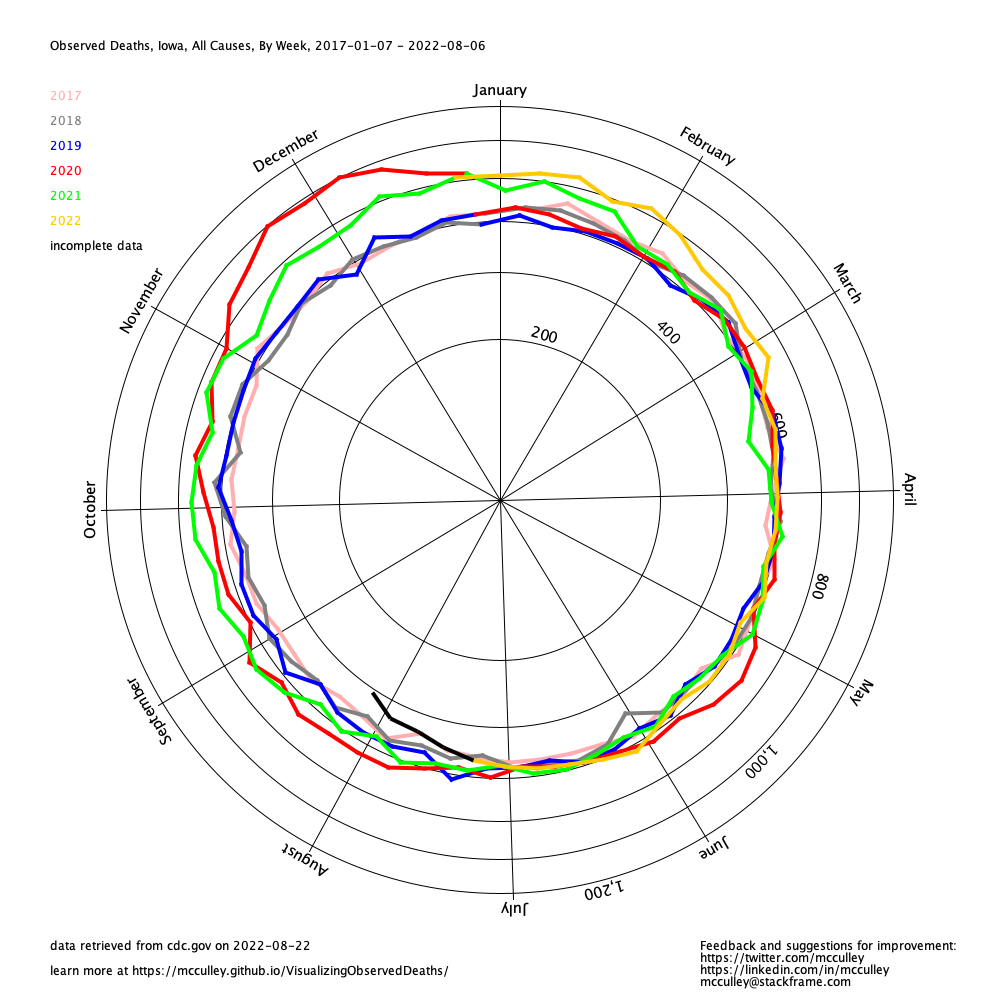 Observed Deaths, Iowa, All Causes, By Week, 2017-01-07 - 2022-08-06
January
2017
2018
2019
2020
2021
2022
incomplete data
December
February
November
March
200
400
600
October
April
800
September
May
1,000
August
June
1,200
July
data retrieved from cdc.gov on 2022-08-22
learn more at https://mcculley.github.io/VisualizingObservedDeaths/
Feedback and suggestions for improvement:
https://twitter.com/mcculley
https://linkedin.com/in/mcculley
mcculley@stackframe.com